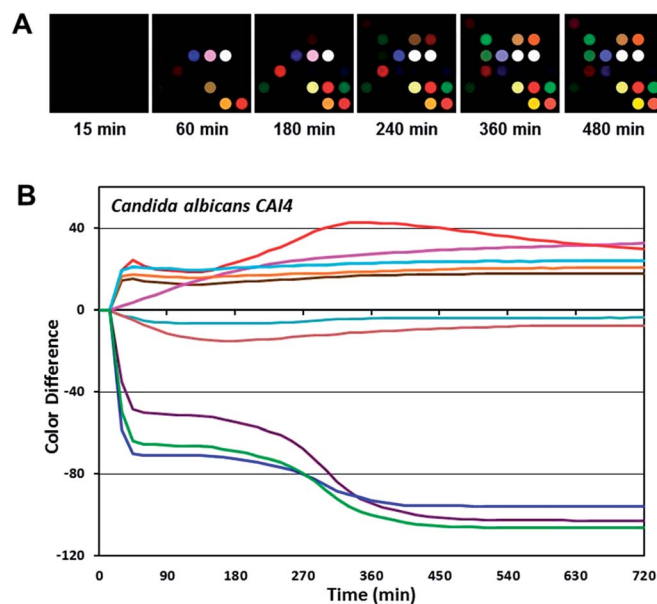 A
15 min 60 min 180 min 240 min 360 min 480 min
B
Candida albicans CAI4
Color Difference
40
0
-40
-80
-120
0 90 180 270 360 450 540 630 720
Time (min)